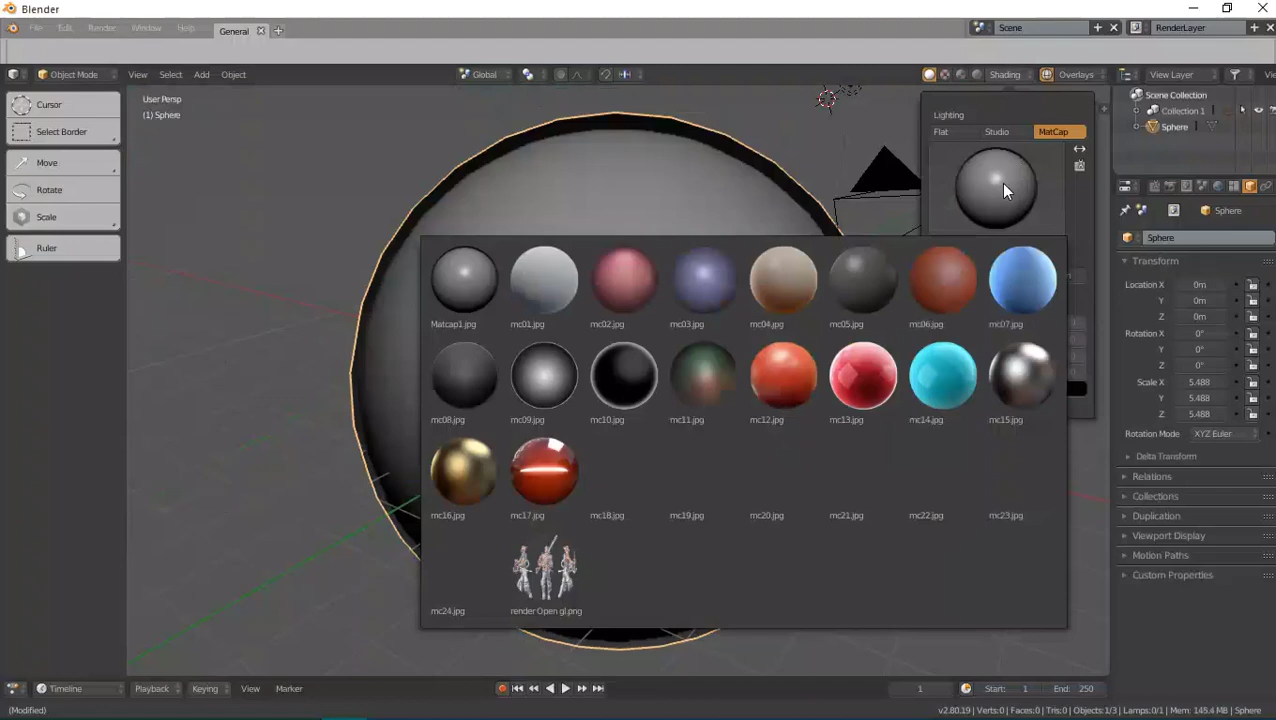 Blender
File Edit Render Window Help
General
Scene
RenderLayer
Object Mode
View Select Add Object
Global
Shading
Overlays
View Layer
User Persp
(1) Sphere
Cursor
Select Border
Move
Rotate
Scale
Ruler
Lighting
Flat Studio MatCap
Matcap1.jpg mc01.jpg mc02.jpg mc03.jpg mc04.jpg mc05.jpg mc06.jpg mc07.jpg
mc08.jpg mc09.jpg mc10.jpg mc11.jpg mc12.jpg mc13.jpg mc14.jpg mc15.jpg
mc16.jpg mc17.jpg mc18.jpg mc19.jpg mc20.jpg mc21.jpg mc22.jpg mc23.jpg
mc24.jpg render Open gl.png
Scene Collection
Collection 1
Sphere
Sphere
Sphere
Transform
Location X 0m
Y 0m
Z 0m
Rotation X 0°
Y 0°
Z 0°
Scale X 5.488
Y 5.488
Z 5.488
Rotation Mode XYZ Euler
Delta Transform
Relations
Collections
Duplication
Viewport Display
Motion Paths
Custom Properties
Timeline
Playback
Keying
View
Marker
1
Start: 1
End: 250
(Modified)
v2.80.19 | Verts:0 | Faces:0 | Tris:0 | Objects:1/3 | Lamps:0/1 | Mem: 149.4 MB | Sphere